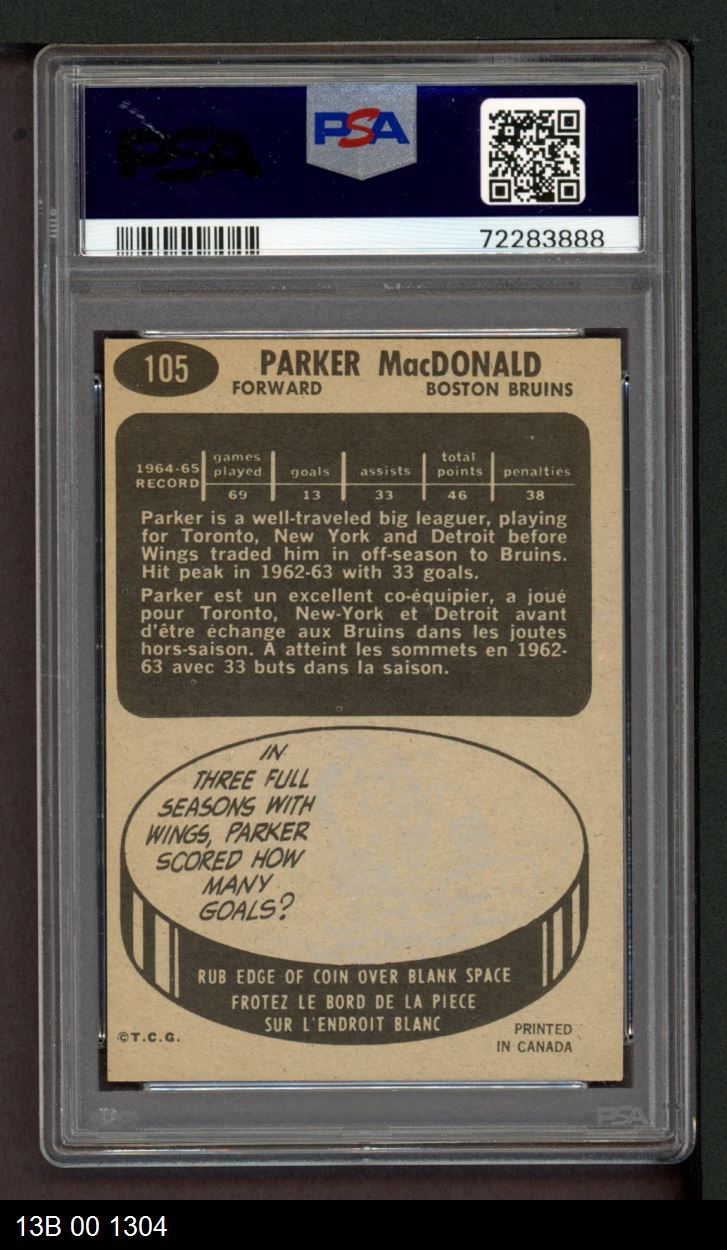 PSA
PSA
72283888
105
PARKER MacDONALD
FORWARD
BOSTON BRUINS
1964-65 RECORD
games played
goals
assists
total points
penalties
69 13 33 46 38
Parker is a well-traveled big leaguer, playing
for Toronto, New York and Detroit before
Wings traded him in off-season to Bruins.
Hit peak in 1962-63 with 33 goals.
Parker est un excellent co-équipier, a joué
pour Toronto, New-York et Detroit avant
d'être échange aux Bruins dans les joutes
hors-saison. A atteint les sommets en 1962-
63 avec 33 buts dans la saison.
IN
THREE FULL
SEASONS WITH
WINGS, PARKER
SCORED HOW
MANY
GOALS?
RUB EDGE OF COIN OVER BLANK SPACE
FROTEZ LE BORD DE LA PIECE
SUR L'ENDROIT BLANC
©T.C.G.
PRINTED
IN CANADA
PSA
13B 00 1304